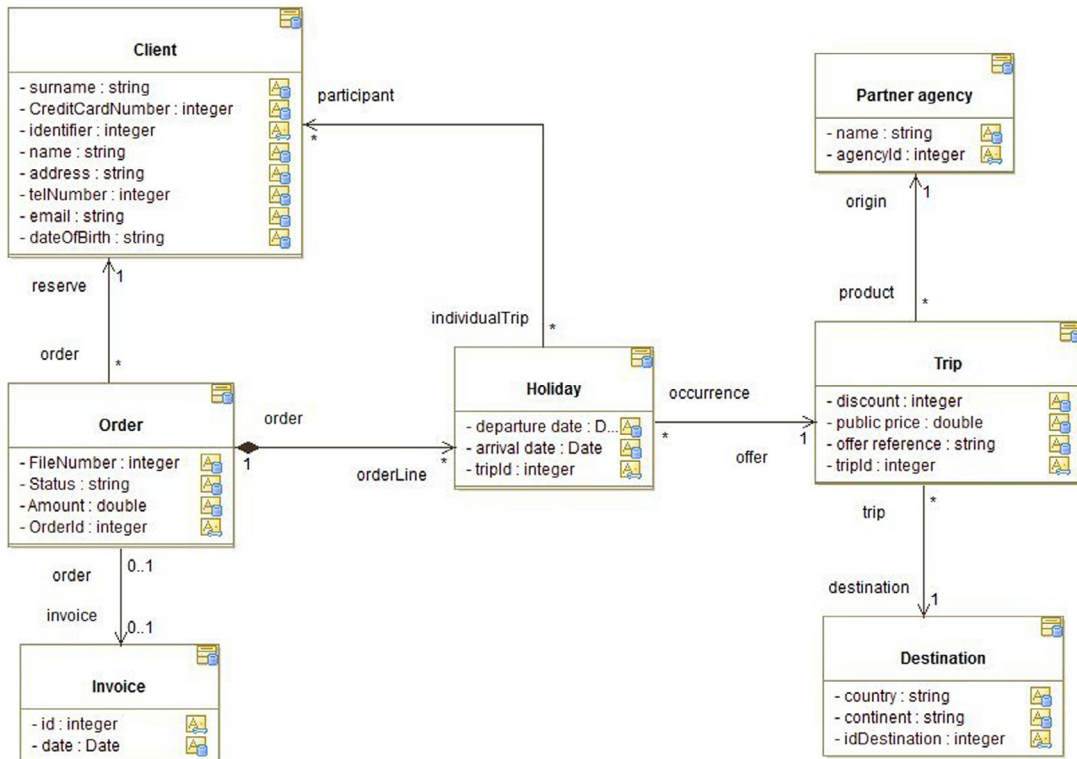 Client
- surname : string
- CreditCardNumber : integer
- identifier : integer
- name : string
- address : string
- telNumber : integer
- email : string
- dateOfBirth : string
participant
*
reserve
1
order
*
individualTrip
*
Partner agency
- name : string
- agencyId : integer
origin
1
product
*
Order
- FileNumber : integer
- Status : string
- Amount : double
- OrderId : integer
order
1
orderLine
*
Holiday
- departure date : D...
- arrival date : Date
- tripId : integer
occurrence
*
1
offer
Trip
- discount : integer
- public price : double
- offer reference : string
- tripId : integer
trip
*
destination
1
order
0..1
invoice
0..1
Invoice
- id : integer
- date : Date
Destination
- country : string
- continent : string
- idDestination : integer